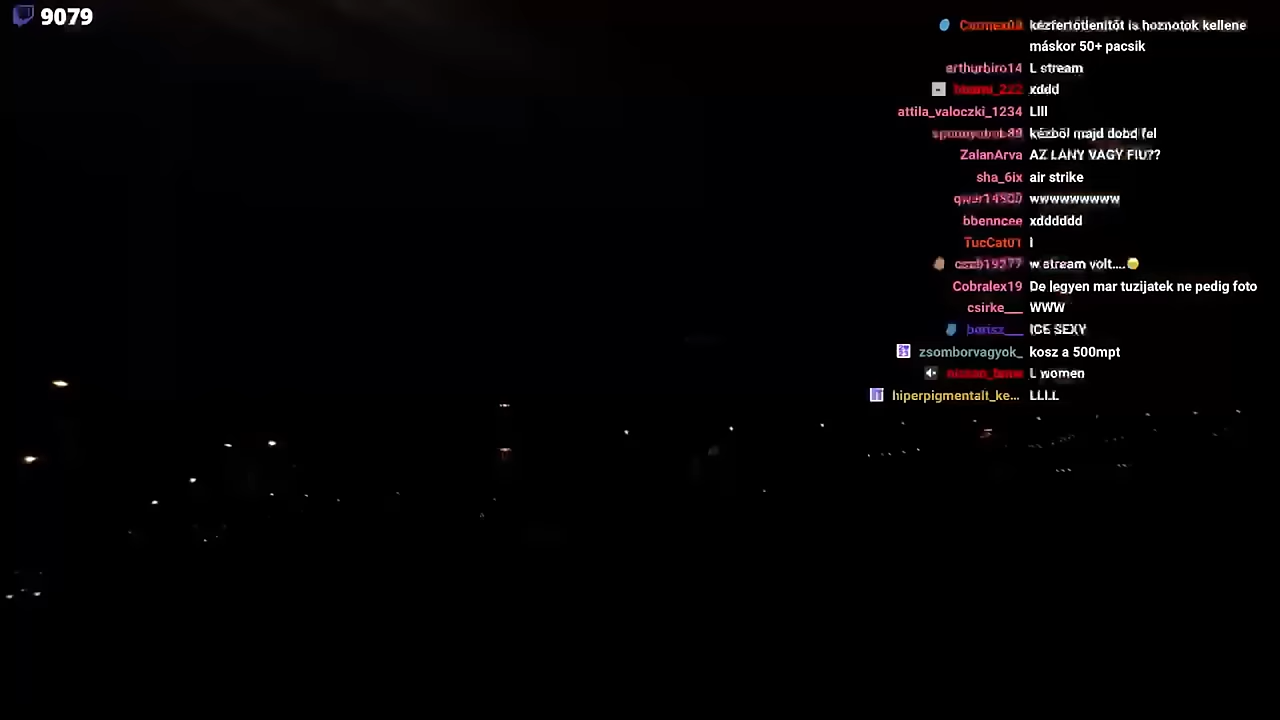 9079
kézfertőtlenítőt is hoznotok kellene
máskor 50+ pacsik
arthurbiro14 L stream
xddd
attila_valoczki_1234 Llll
kézből majd dobd fel
ZalanArva AZ LANY VAGY FIU??
sha_6ix air strike
wwwwwwwww
bbenncee xdddddd
TucCat01
w stream volt....
Cobralex19 De legyen mar tuzijatek ne pedig foto
csirke___ WWW
borisz___ ICE SEXY
zsomborvagyok_ kosz a 500mpt
L women
hiperpigmentalt_ke... LLLL